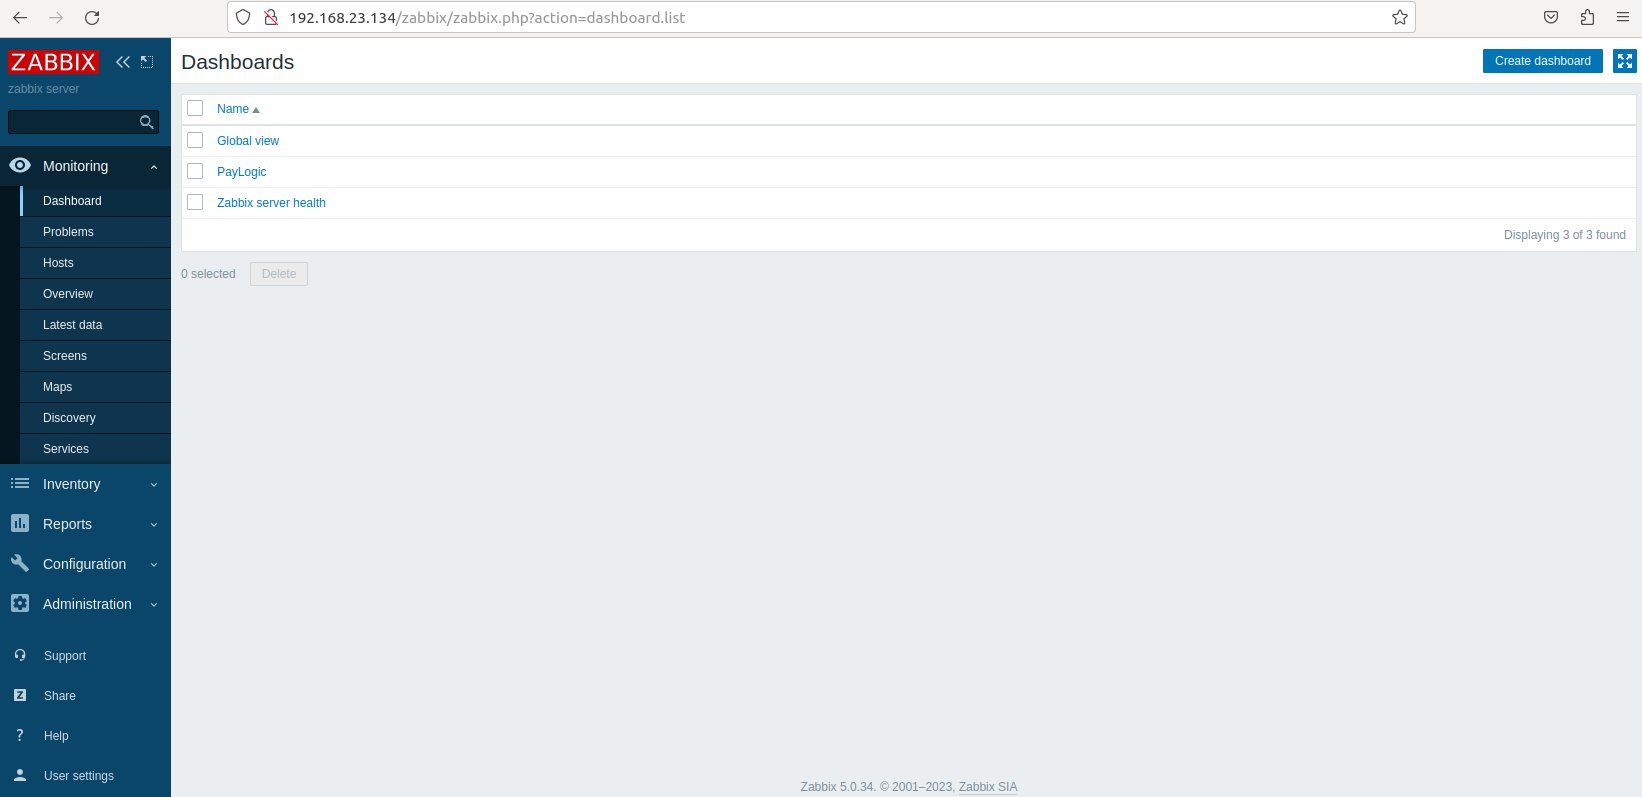 192.168.23.134/zabbix/zabbix.php?action=dashboard.list
ZABBIX
zabbix server
Monitoring
Dashboard
Problems
Hosts
Overview
Latest data
Screens
Maps
Discovery
Services
Inventory
Reports
Configuration
Administration
Support
Z Share
? Help
User settings
Dashboards
Create dashboard
Name
Global view
PayLogic
Zabbix server health
Displaying 3 of 3 found
0 selected Delete
Zabbix 5.0.34. © 2001–2023, Zabbix SIA